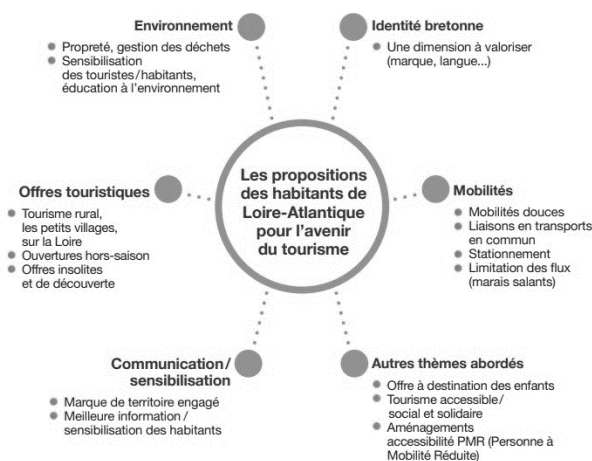 Environnement
Propreté, gestion des déchets
Sensibilisation
des touristes/habitants,
éducation à l'environnement
Identité bretonne
Une dimension à valoriser
(marque, langue...)
Les propositions
des habitants de
Loire-Atlantique
pour l'avenir
du tourisme
Offres touristiques
Tourisme rural,
les petits villages,
sur la Loire
Ouvertures hors-saison
Offres insolites
et de découverte
Mobilités
Mobilités douces
Liaisons en transports
en commun
Stationnement
Limitation des flux
(marais salants)
Communication/
sensibilisation
Marque de territoire engagé
Meilleure information/
sensibilisation des habitants
Autres thèmes abordés
Offre à destination des enfants
Tourisme accessible/
social et solidaire
Aménagements
accessibilité PMR (Personne à
Mobilité Réduite)